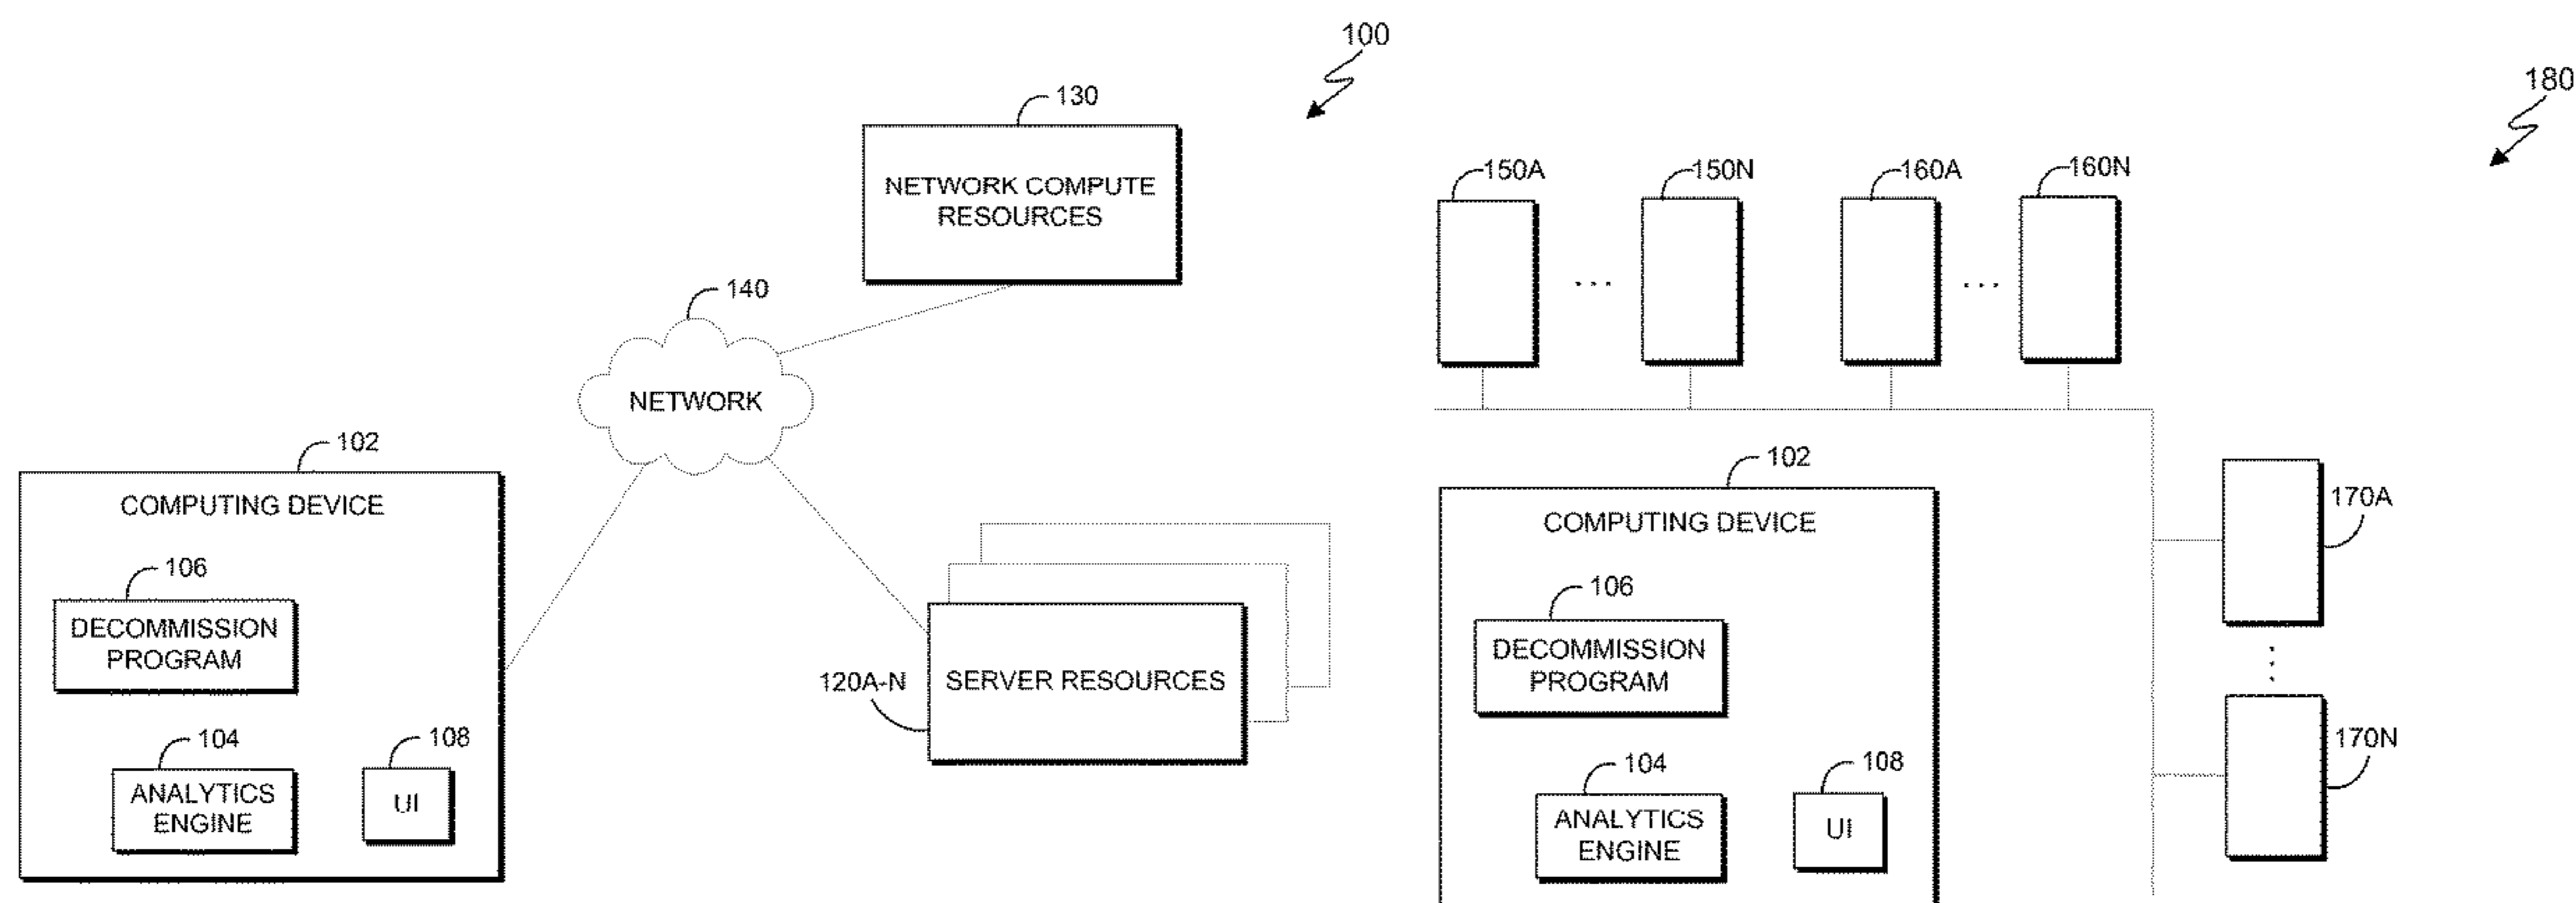 100
130
NETWORK COMPUTE
RESOURCES
140
NETWORK
102
COMPUTING DEVICE
106
DECOMMISSION
PROGRAM
104
ANALYTICS
ENGINE
108
UI
120A-N
SERVER RESOURCES
180
150A
150N
160A
160N
...
...
102
COMPUTING DEVICE
106
DECOMMISSION
PROGRAM
104
ANALYTICS
ENGINE
108
UI
170A
...
170N